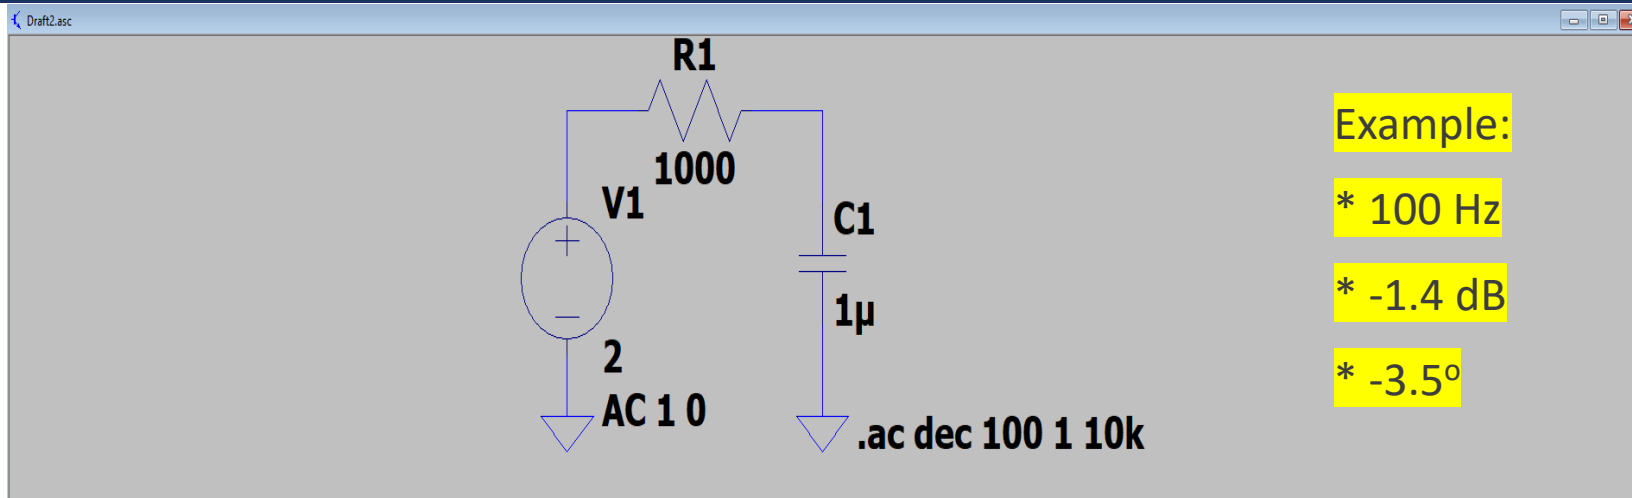 Draft2.asc
R1
1000
V1
C1
1µ
2
AC 1 0
.ac dec 100 1 10k
Example:
* 100 Hz
* -1.4 dB
* -3.5º